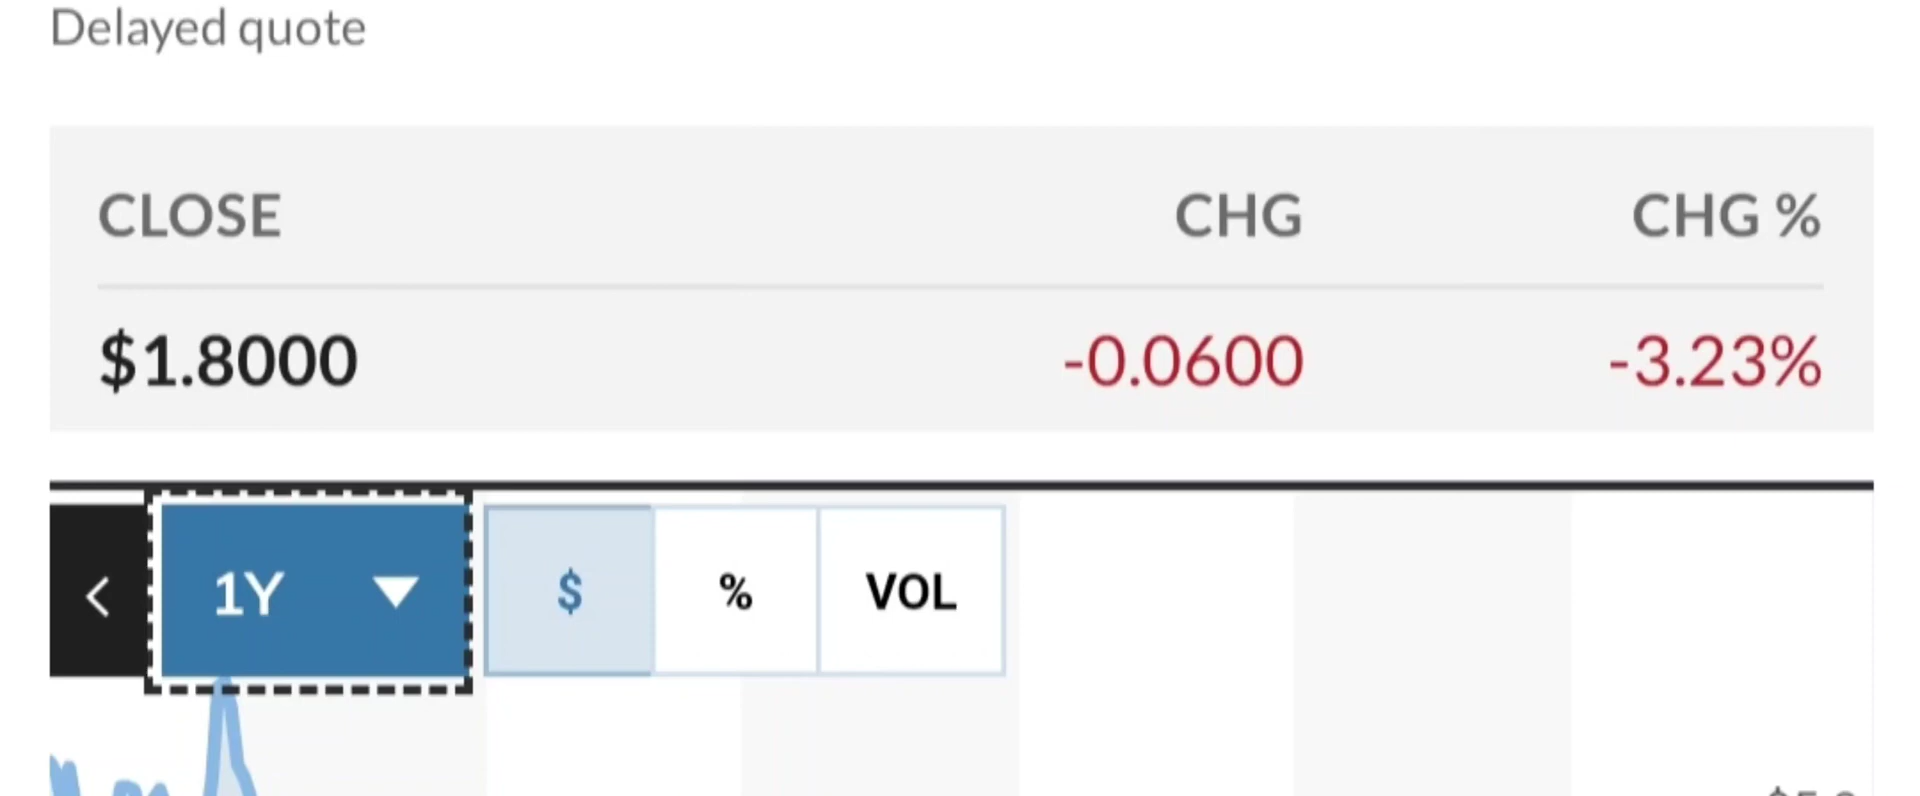 Delayed quote
CLOSE CHG CHG %
$1.8000 -0.0600 -3.23%
< 1Y ▼ $ % VOL